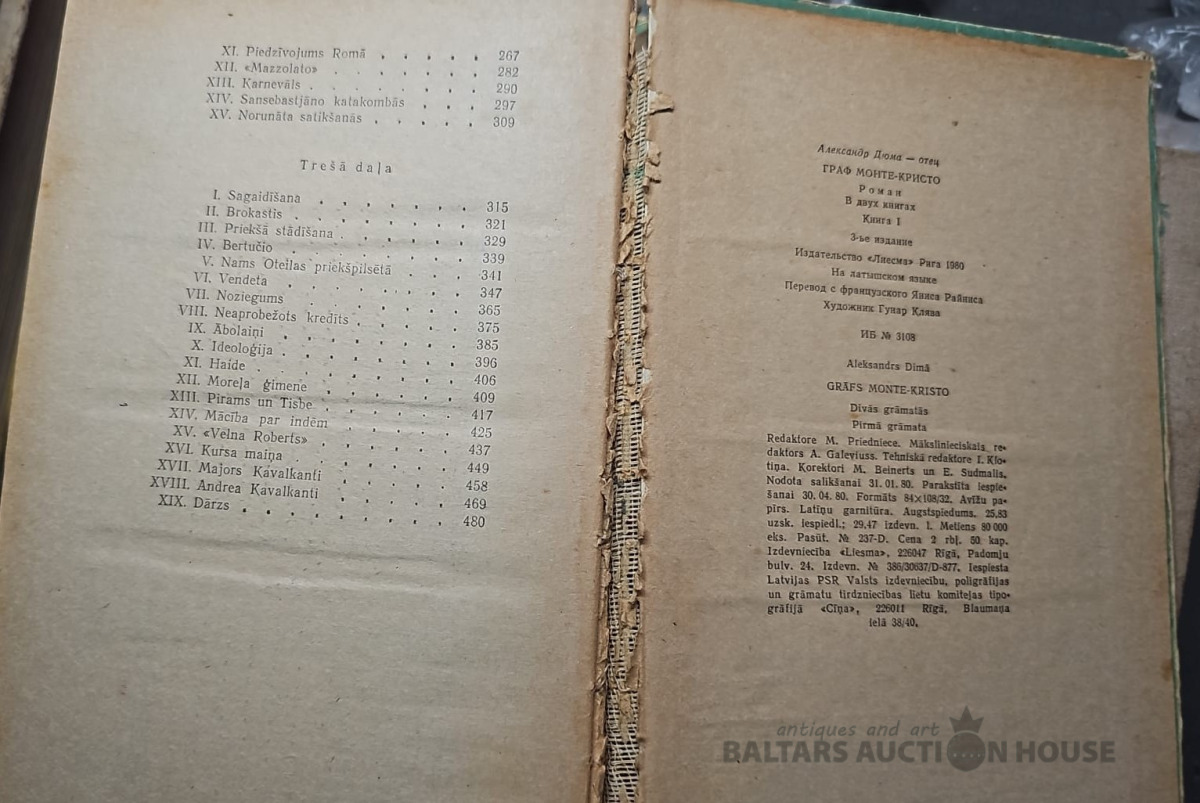 XI. Piedzīvojums Romā . . . . . 267
XII. «Mazzolato» . . . . . . 282
XIII. Karnevāls . . . . . . 290
XIV. Sansebastjāno katakombās . . . . 297
XV. Norunāta satikšanās . . . . . 309
Trešā daļa
I. Sagaidīšana . . . . . . 315
II. Brokastis . . . . . . 321
III. Priekšā stādīšana . . . . . 329
IV. Bertučio . . . . . . 339
V. Nams Oteilas priekšpilsētā . . . . 341
VI. Vendeta . . . . . . 347
VII. Noziegums . . . . . . 365
VIII. Neaprobežots kredīts . . . . . 375
IX. Āboļaiņi . . . . . . 385
X. Ideoloģija . . . . . . 396
XI. Haide . . . . . . 406
XII. Moreļa ģimene . . . . . 409
XIII. Pirams un Tisbe . . . . . 417
XIV. Mācība par indēm . . . . . 425
XV. «Velna Roberts» . . . . . 437
XVI. Kursa maiņa . . . . . . 449
XVII. Majors Kavalkanti . . . . . 458
XVIII. Andrea Kavalkanti . . . . . 469
XIX. Dārzs . . . . . . . 480
Александр Дюма — отец
ГРАФ МОНТЕ-КРИСТО
Роман
В двух книгах
Книга I
3-ье издание
Издательство «Лиесма» Рига 1980
На латышском языке
Перевод с французского Яниса Райниса
Художник Гунар Клява
ИБ № 3108
Aleksandrs Dimā
GRĀFS MONTE-KRISTO
Divās grāmatās
Pirmā grāmata
Redaktore M. Priedniece. Mākslinieciskais re-
daktors A. Galeviuss. Tehniskā redaktore I. Klo-
tiņa. Korektori M. Beinerts un E. Sudmalis.
Nodota salikšanai 31.01.80. Parakstīta iespie-
šanai 30.04.80. Formāts 84×108/32. Avīžu pa-
pīrs. Latīņu garnitūra. Augstspiedums. 25,83
uzsk. iespiedl.; 29,47 izdevn. l. Metiens 80 000
eks. Pasūt. № 237-D. Cena 2 rbļ. 50 kap.
Izdevniecība «Liesma», 226047 Rīgā, Padomju
bulv. 24. Izdevn. № 386/30637/D-877. Iespiesta
Latvijas PSR Valsts izdevniecību, poligrāfijas
un grāmatu tirdzniecības lietu komitejas tipo-
grāfijā «Cīņa», 226011 Rīgā, Blaumaņa
ielā 38/40.
antiques and art
BALTARS AUCTION HOUSE